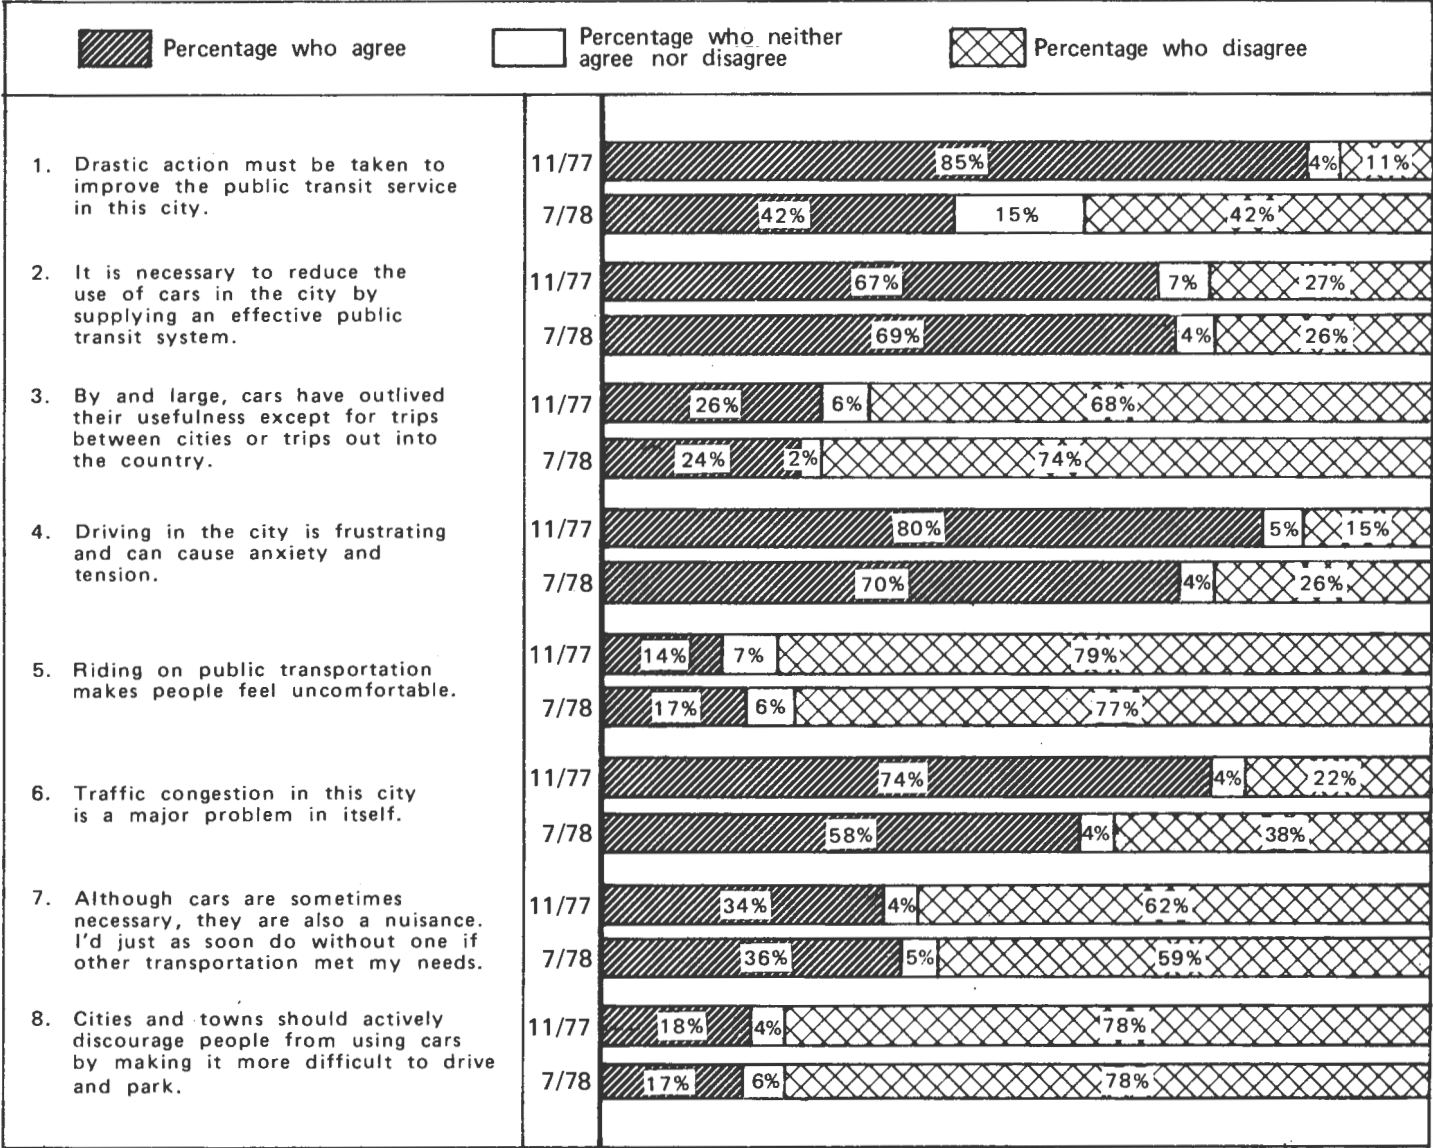 Percentage who agree
Percentage who neither
agree nor disagree
Percentage who disagree
1. Drastic action must be taken to
improve the public transit service
in this city.
11/77 85% 4% 11%
7/78 42% 15% 42%
2. It is necessary to reduce the
use of cars in the city by
supplying an effective public
transit system.
11/77 67% 7% 27%
7/78 69% 4% 26%
3. By and large, cars have outlived
their usefulness except for trips
between cities or trips out into
the country.
11/77 26% 6% 68%
7/78 24% 2% 74%
4. Driving in the city is frustrating
and can cause anxiety and
tension.
11/77 80% 5% 15%
7/78 70% 4% 26%
5. Riding on public transportation
makes people feel uncomfortable.
11/77 14% 7% 79%
7/78 17% 6% 77%
6. Traffic congestion in this city
is a major problem in itself.
11/77 74% 4% 22%
7/78 58% 4% 38%
7. Although cars are sometimes
necessary, they are also a nuisance.
I'd just as soon do without one if
other transportation met my needs.
11/77 34% 4% 62%
7/78 36% 5% 59%
8. Cities and towns should actively
discourage people from using cars
by making it more difficult to drive
and park.
11/77 18% 4% 78%
7/78 17% 6% 78%